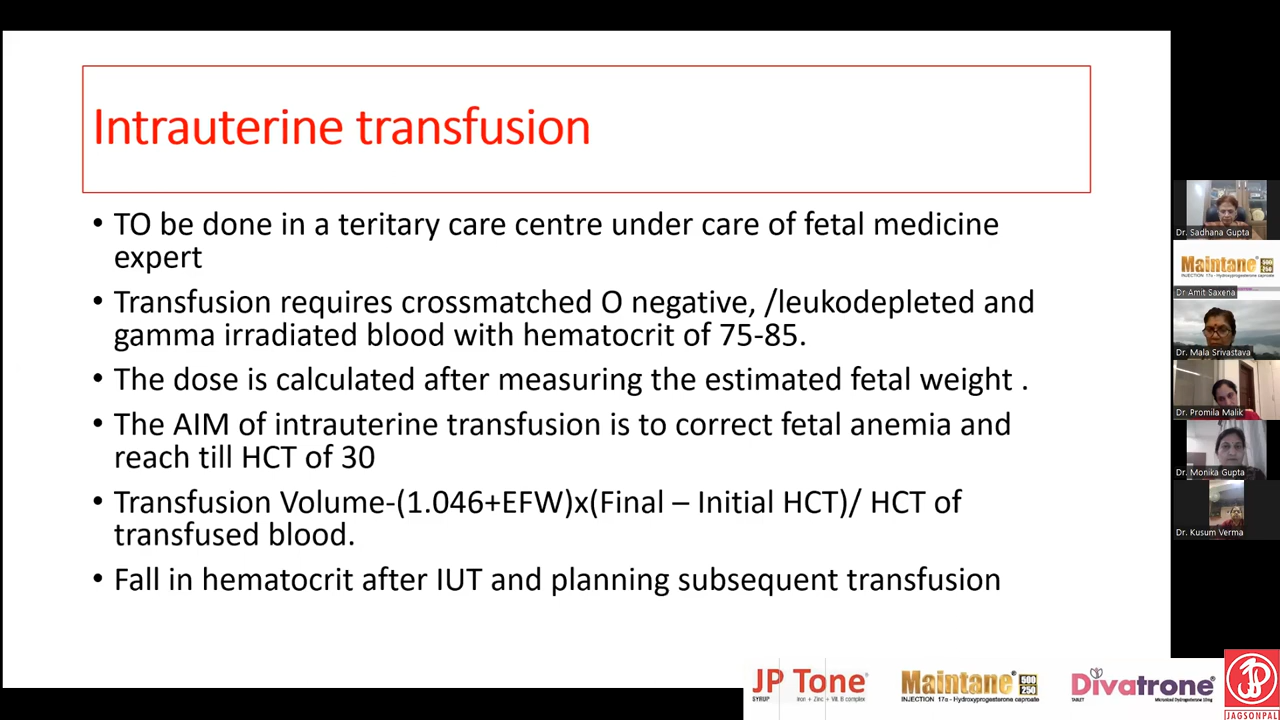 Intrauterine transfusion
• TO be done in a teritary care centre under care of fetal medicine
expert
• Transfusion requires crossmatched O negative, /leukodepleted and
gamma irradiated blood with hematocrit of 75-85.
• The dose is calculated after measuring the estimated fetal weight .
• The AIM of intrauterine transfusion is to correct fetal anemia and
reach till HCT of 30
• Transfusion Volume-(1.046+EFW)x(Final – Initial HCT)/ HCT of
transfused blood.
• Fall in hematocrit after IUT and planning subsequent transfusion
Dr. Sadhana Gupta
Maintane 500 250
INJECTION 17α - Hydroxyprogesterone caproate
Dr Amit Saxena
Dr. Mala Srivastava
Dr. Promila Malik
Dr. Monika Gupta
Dr. Kusum Verma
JP Tone®
SYRUP Iron + Zinc + Vit B complex
Maintane® 500 250
INJECTION 17α - Hydroxyprogesterone caproate
Divatrone®
TABLET Micronised Dydrogesterone 10mg
JAGSONPAL